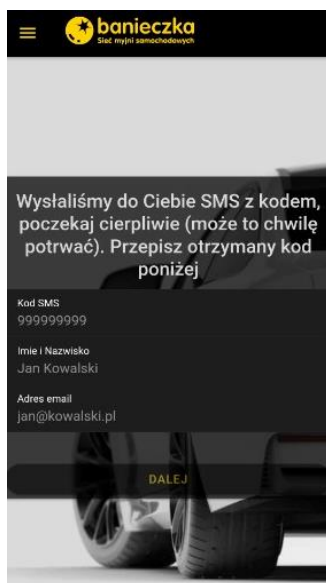 banieczka
Sieć myjni samochodowych
Wysłaliśmy do Ciebie SMS z kodem,
poczekaj cierpliwie (może to chwilę
potrwać). Przepisz otrzymany kod
poniżej
Kod SMS
999999999
Imie i Nazwisko
Jan Kowalski
Adres email
jan@kowalski.pl
DALEJ